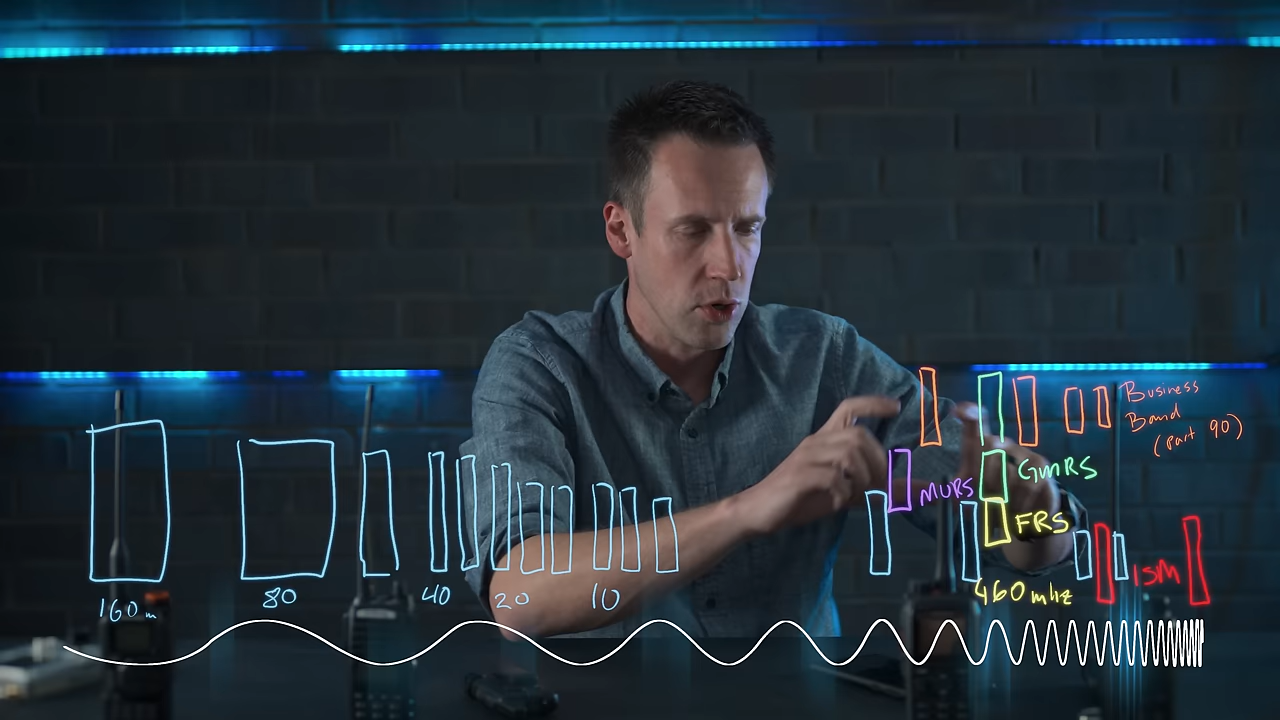 Business
Band
(Part 90)
GMRS
MURS
FRS
ISM
160m
80
40
20
10
460 mhz